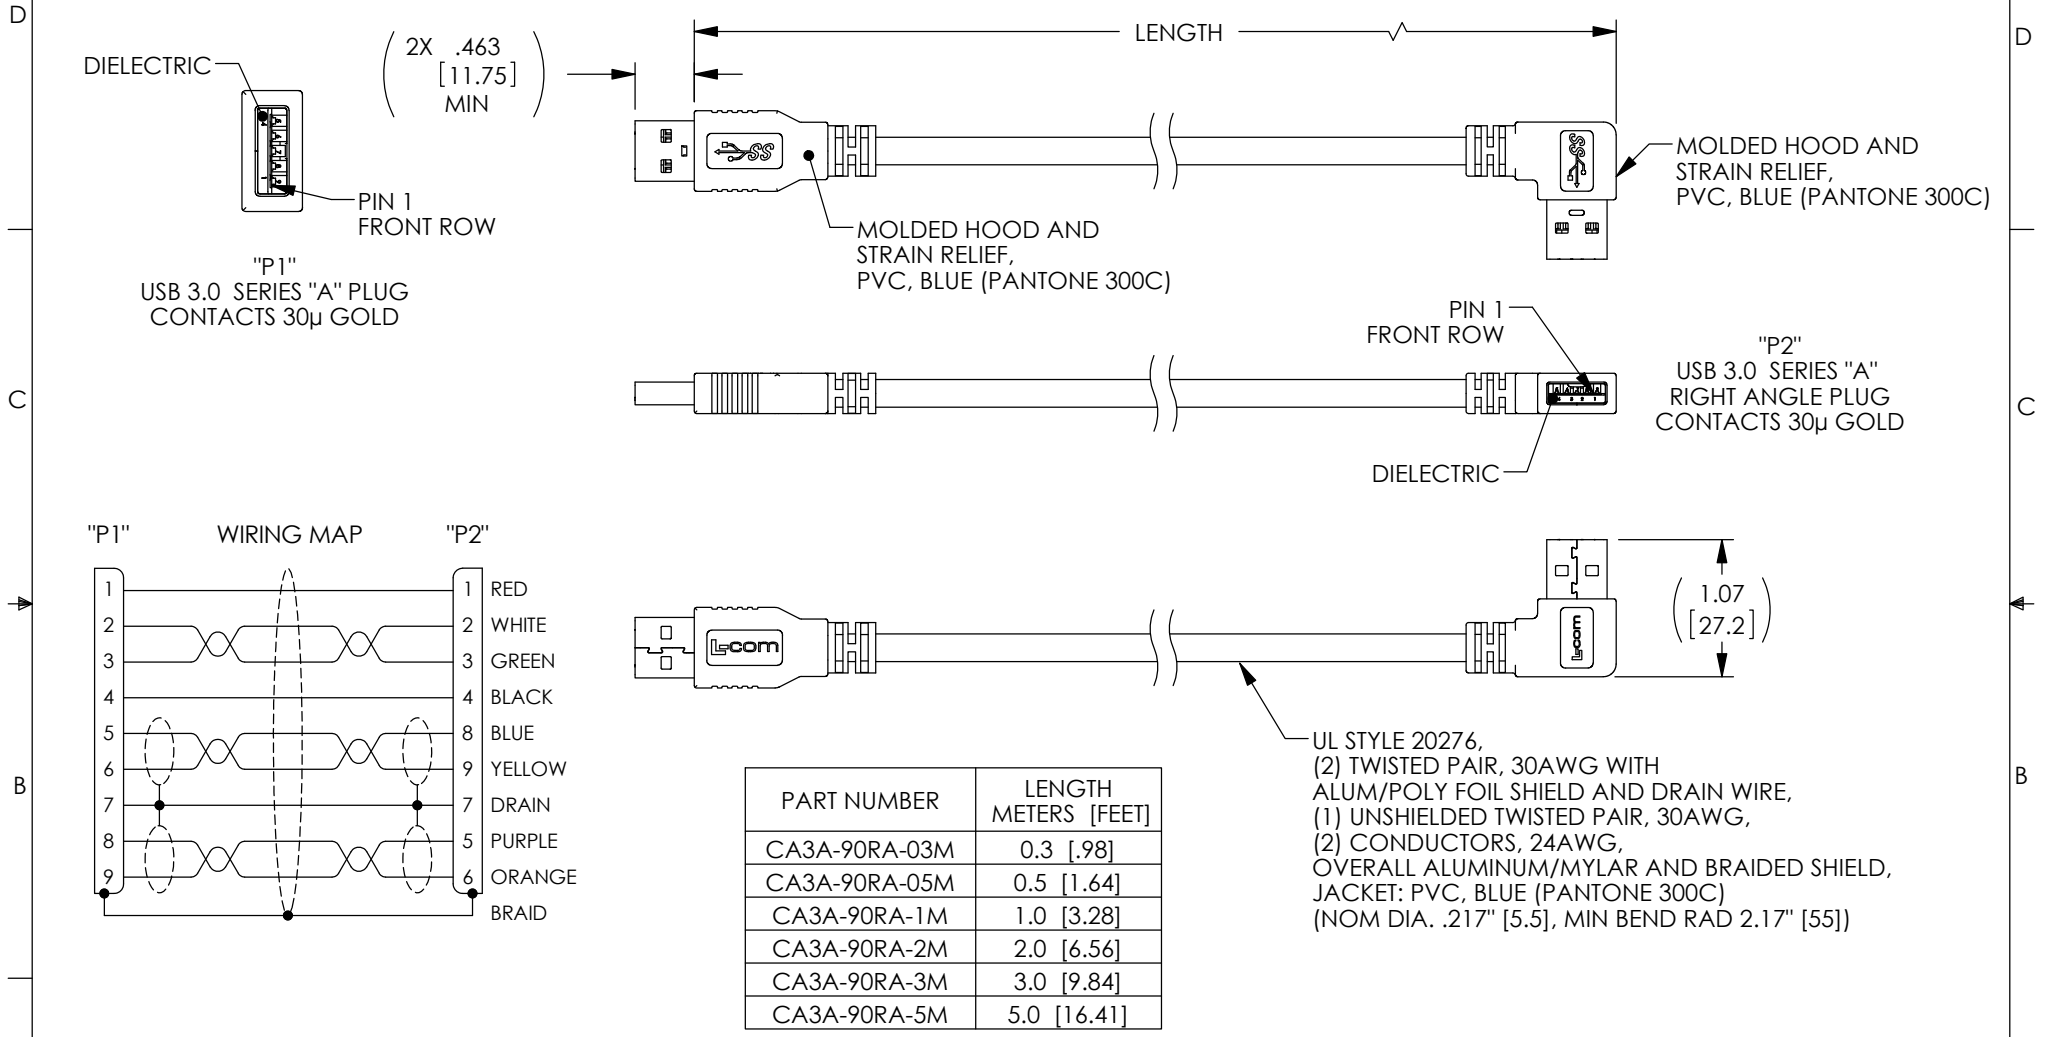 D
D
DIELECTRIC
2X .463
[11.75]
MIN
LENGTH
PIN 1
FRONT ROW
"P1"
USB 3.0 SERIES "A" PLUG
CONTACTS 30µ GOLD
SS
MOLDED HOOD AND
STRAIN RELIEF,
PVC, BLUE (PANTONE 300C)
SS
MOLDED HOOD AND
STRAIN RELIEF,
PVC, BLUE (PANTONE 300C)
PIN 1
FRONT ROW
"P2"
USB 3.0 SERIES "A"
RIGHT ANGLE PLUG
CONTACTS 30µ GOLD
DIELECTRIC
C
C
"P1" WIRING MAP "P2"
1 1 RED
2 2 WHITE
3 3 GREEN
4 4 BLACK
5 8 BLUE
6 9 YELLOW
7 7 DRAIN
8 5 PURPLE
9 6 ORANGE
BRAID
L-com
L-com
1.07
[27.2]
UL STYLE 20276,
(2) TWISTED PAIR, 30AWG WITH
ALUM/POLY FOIL SHIELD AND DRAIN WIRE,
(1) UNSHIELDED TWISTED PAIR, 30AWG,
(2) CONDUCTORS, 24AWG,
OVERALL ALUMINUM/MYLAR AND BRAIDED SHIELD,
JACKET: PVC, BLUE (PANTONE 300C)
(NOM DIA. .217" [5.5], MIN BEND RAD 2.17" [55])
B
B
PART NUMBER LENGTH
METERS [FEET]
CA3A-90RA-03M 0.3 [.98]
CA3A-90RA-05M 0.5 [1.64]
CA3A-90RA-1M 1.0 [3.28]
CA3A-90RA-2M 2.0 [6.56]
CA3A-90RA-3M 3.0 [9.84]
CA3A-90RA-5M 5.0 [16.41]